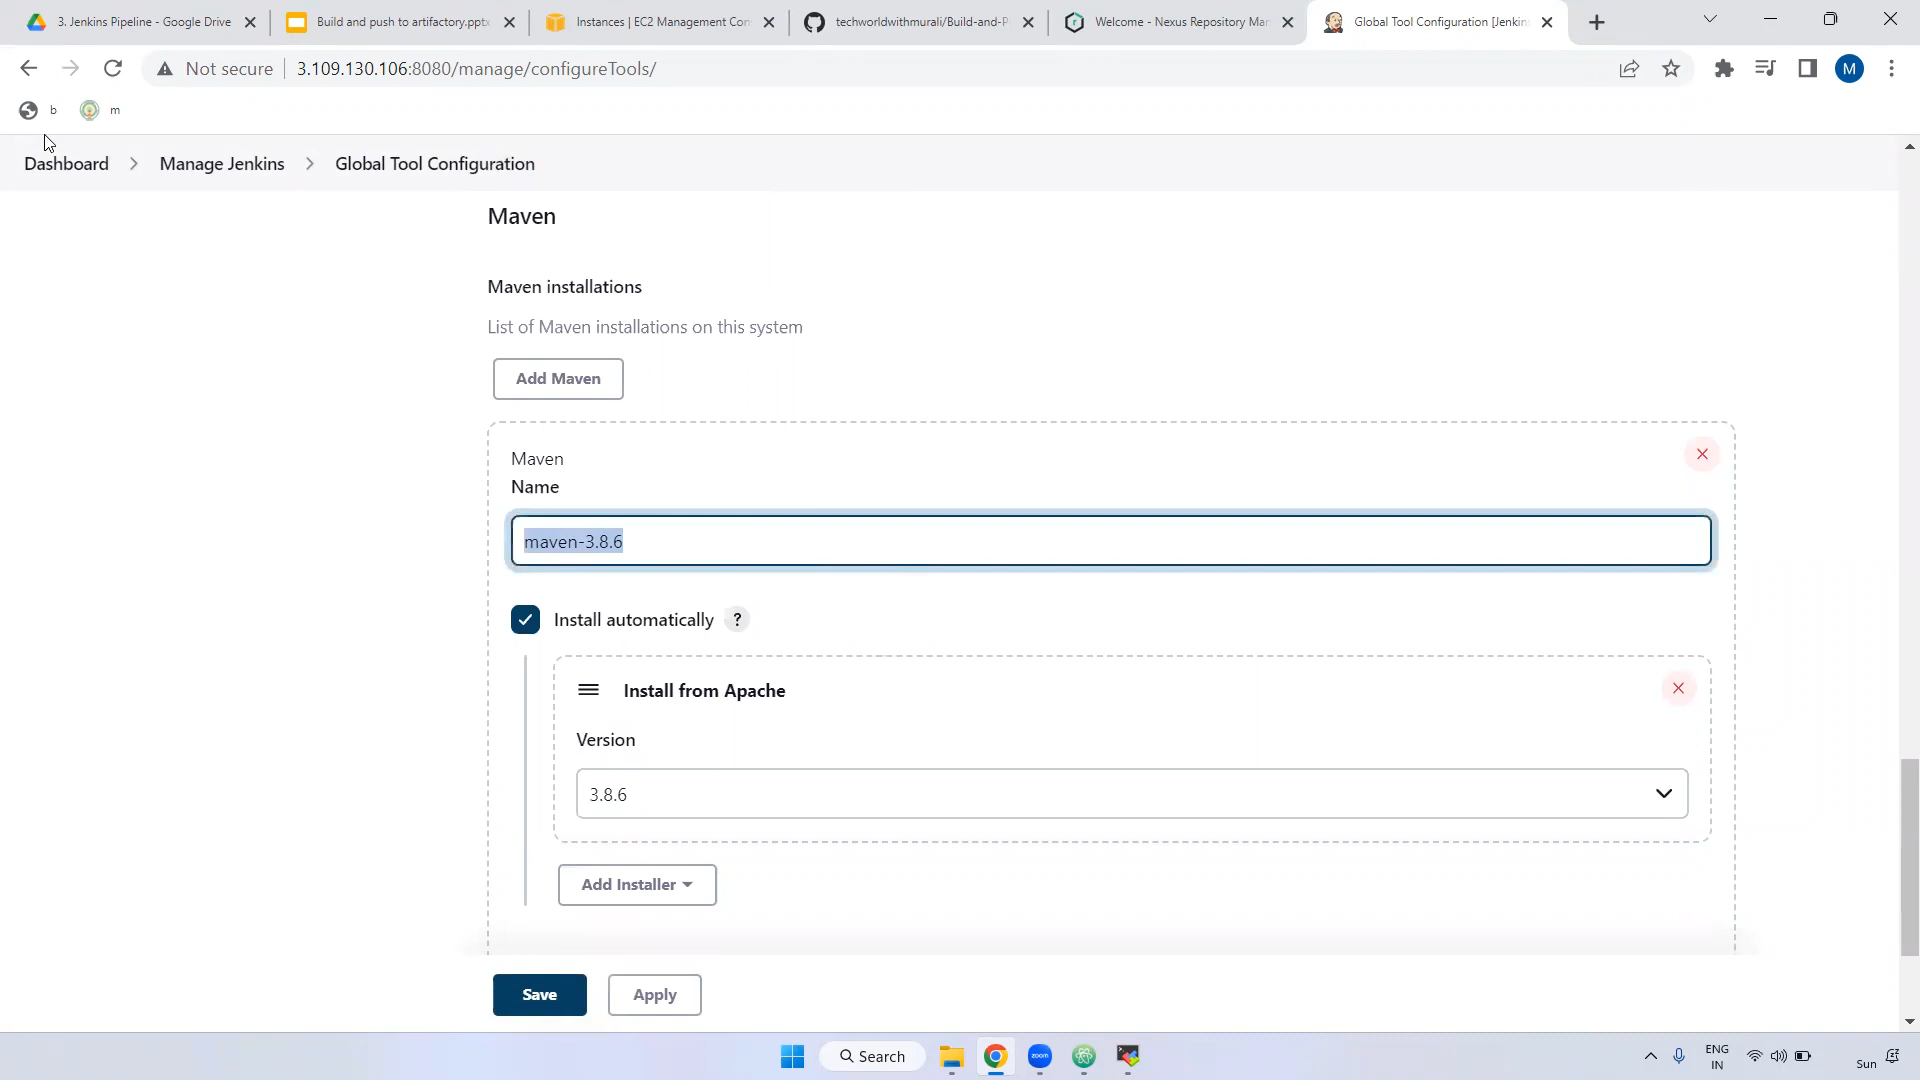 3. Jenkins Pipeline - Google Drive
Build and push to artifactory.pptx
Instances | EC2 Management Con
techworldwithmurali/Build-and-P
Welcome - Nexus Repository Man
Global Tool Configuration [Jenkin
Not secure
3.109.130.106:8080/manage/configureTools/
M
b
m
Dashboard
Manage Jenkins
Global Tool Configuration
Maven
Maven installations
List of Maven installations on this system
Add Maven
Maven
Name
maven-3.8.6
Install automatically ?
Install from Apache
Version
3.8.6
Add Installer
Save
Apply
Search
zoom
ENG
IN
Sun